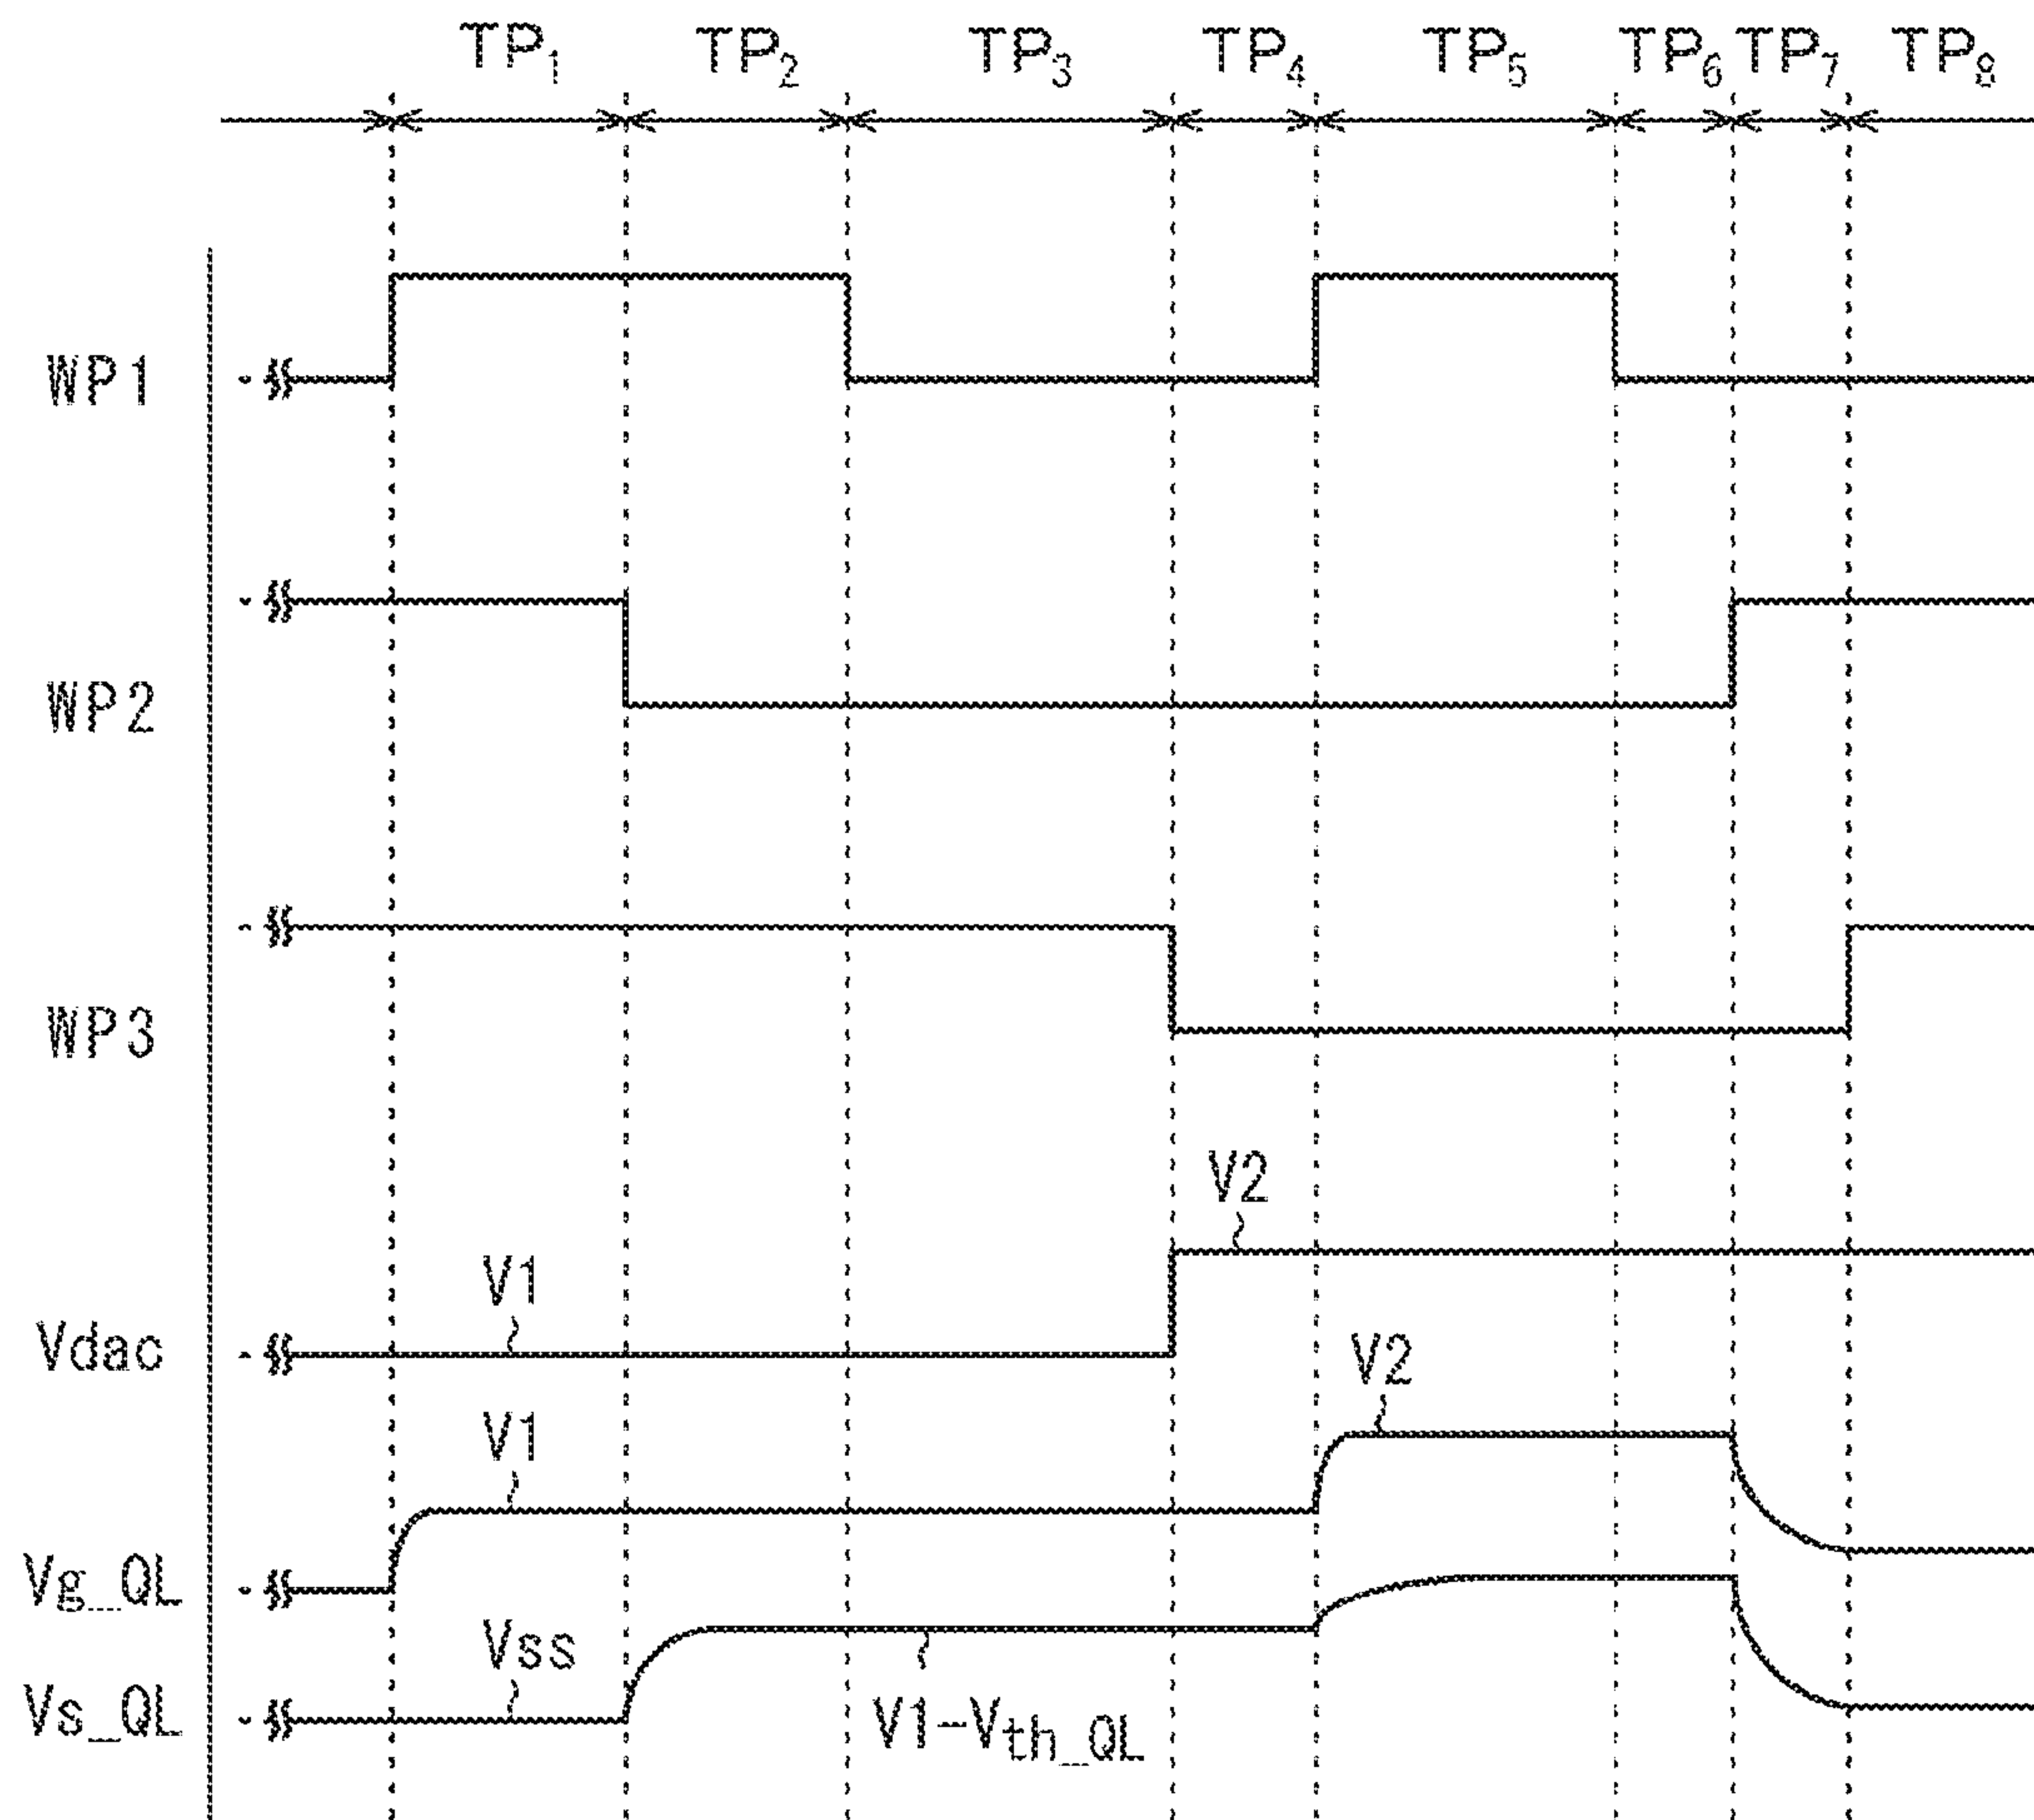 TP1 TP2 TP3 TP4 TP5 TP6 TP7 TP8
WP1
WP2
WP3
V2
V1
Vdac
V2
V1
Vg_QL
Vss
Vs_QL
V1-Vth_QL